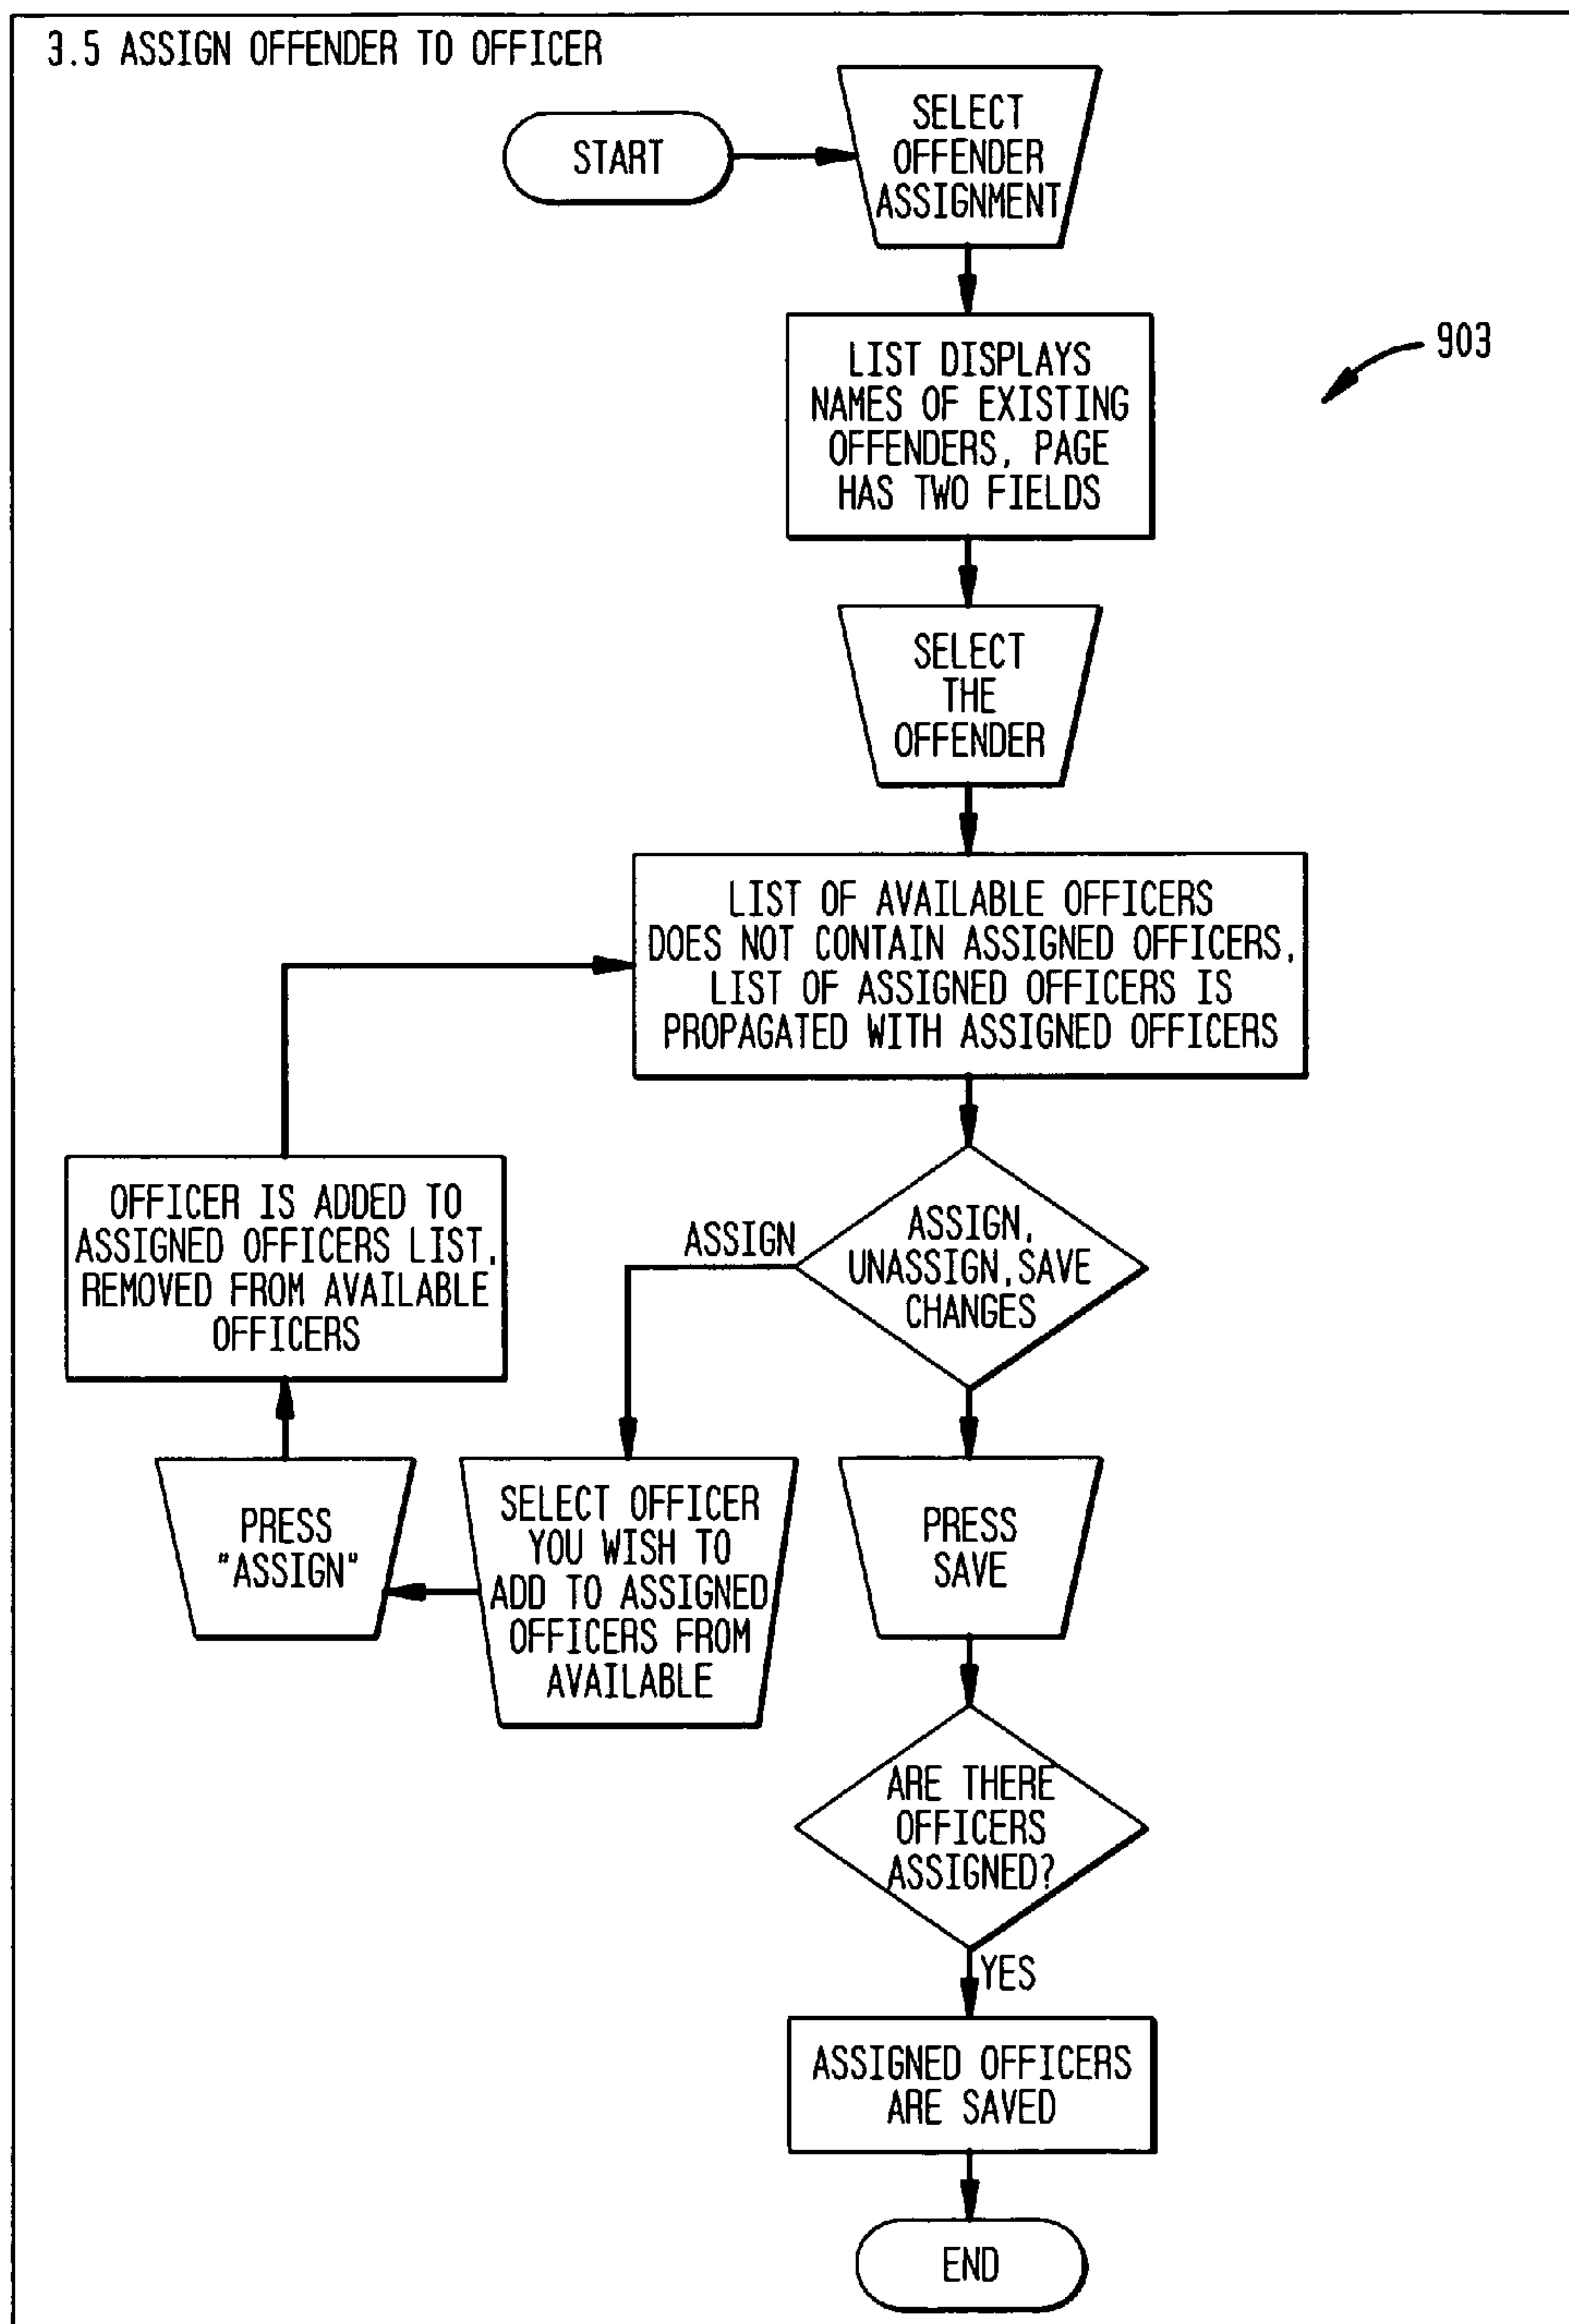 3.5 ASSIGN OFFENDER TO OFFICER
START
SELECT
OFFENDER
ASSIGNMENT
903
LIST DISPLAYS
NAMES OF EXISTING
OFFENDERS, PAGE
HAS TWO FIELDS
SELECT
THE
OFFENDER
LIST OF AVAILABLE OFFICERS
DOES NOT CONTAIN ASSIGNED OFFICERS,
LIST OF ASSIGNED OFFICERS IS
PROPAGATED WITH ASSIGNED OFFICERS
OFFICER IS ADDED TO
ASSIGNED OFFICERS LIST,
REMOVED FROM AVAILABLE
OFFICERS
ASSIGN
ASSIGN,
UNASSIGN, SAVE
CHANGES
PRESS
"ASSIGN"
SELECT OFFICER
YOU WISH TO
ADD TO ASSIGNED
OFFICERS FROM
AVAILABLE
PRESS
SAVE
ARE THERE
OFFICERS
ASSIGNED?
YES
ASSIGNED OFFICERS
ARE SAVED
END